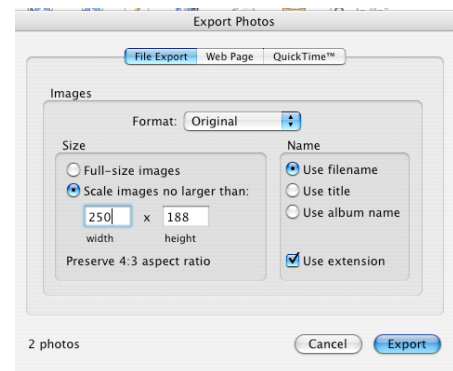 Export Photos
File Export Web Page QuickTime™
Images
Format: Original
Size
Full-size images
Scale images no larger than:
250 x 188
width height
Preserve 4:3 aspect ratio
Name
Use filename
Use title
Use album name
Use extension
2 photos
Cancel Export